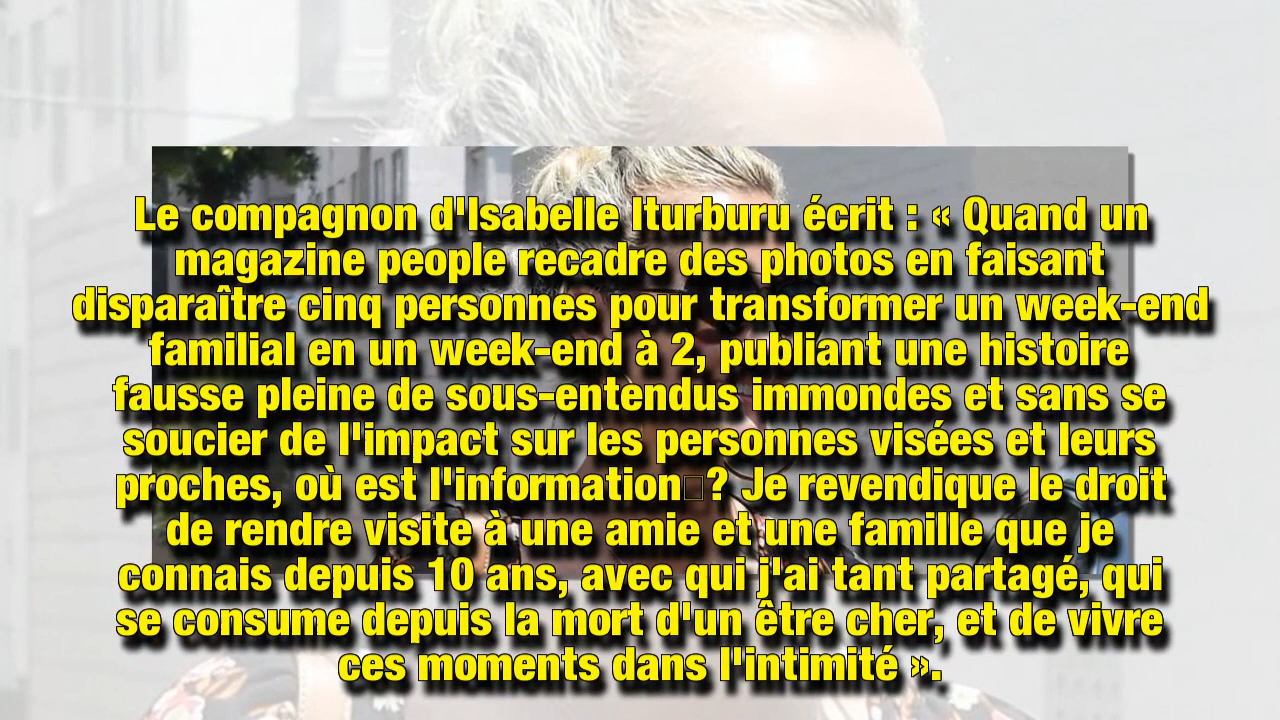 Le compagnon d'Isabelle Iturburu écrit : « Quand un
magazine people recadre des photos en faisant
disparaître cinq personnes pour transformer un week-end
familial en un week-end à 2, publiant une histoire
fausse pleine de sous-entendus immondes et sans se
soucier de l'impact sur les personnes visées et leurs
proches, où est l'information□? Je revendique le droit
de rendre visite à une amie et une famille que je
connais depuis 10 ans, avec qui j'ai tant partagé, qui
se consume depuis la mort d'un être cher, et de vivre
ces moments dans l'intimité ».